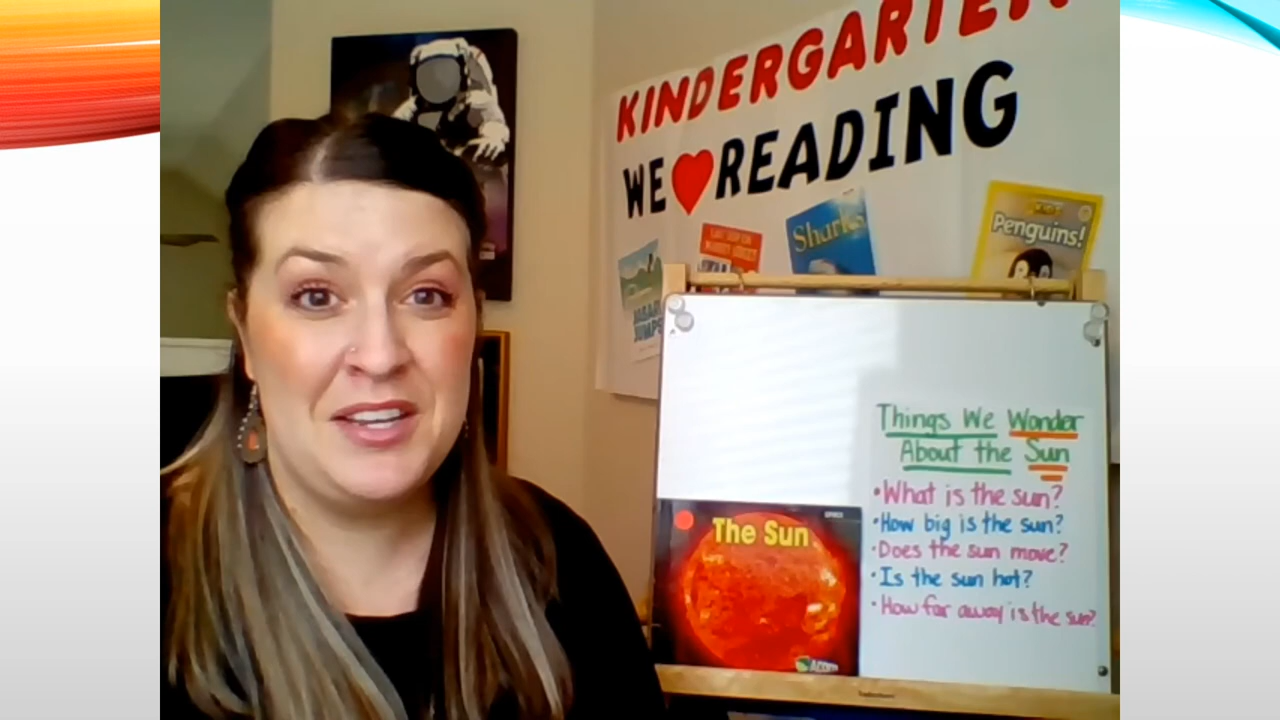 KINDERGARTEN
WE ❤ READING
Sharks
Penguins!
The Sun
Acorn
Things We Wonder
About the Sun
•What is the sun?
•How big is the sun?
•Does the sun move?
•Is the sun hot?
•How far away is the sun?